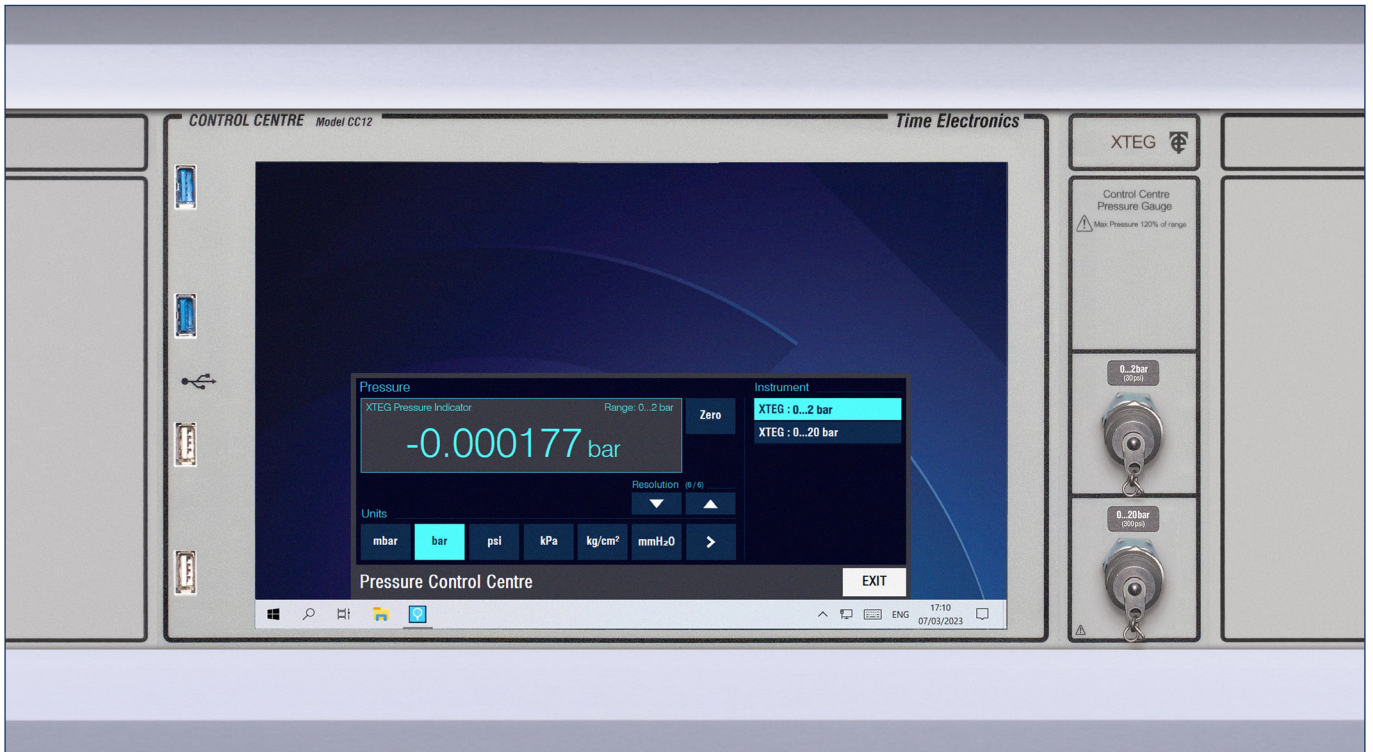 CONTROL CENTRE Model CC12
Time Electronics
XTEG
Control Centre
Pressure Gauge
Max Pressure 120% of range
0...2bar
(30psi)
0...20bar
(300psi)
Pressure
XTEG Pressure Indicator
Range: 0...2 bar
-0.000177 bar
Zero
Resolution (6/6)
Units
mbar
bar
psi
kPa
kg/cm²
mmH₂O
>
Instrument
XTEG : 0...2 bar
XTEG : 0...20 bar
Pressure Control Centre
EXIT
ENG
17:10
07/03/2023